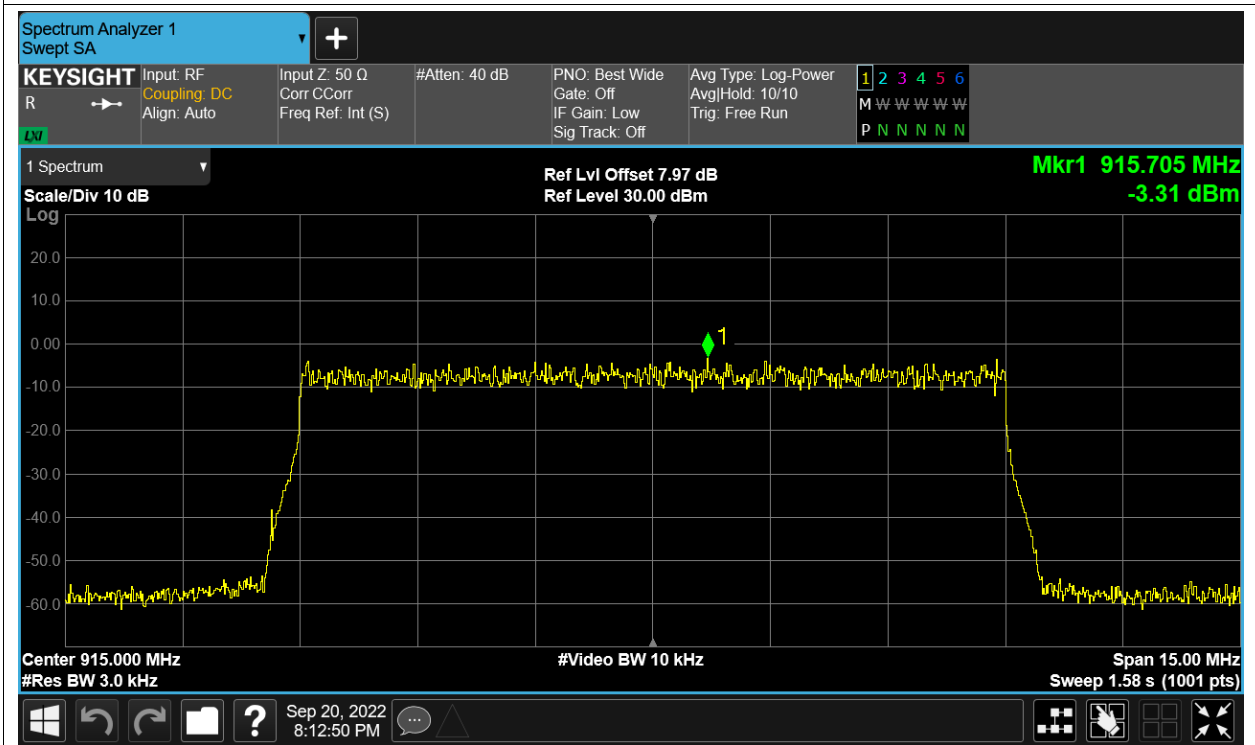 Spectrum Analyzer 1
Swept SA
KEYSIGHT
R
LXI
Input: RF
Coupling: DC
Align: Auto
Input Z: 50 Ω
Corr CCorr
Freq Ref: Int (S)
#Atten: 40 dB
PNO: Best Wide
Gate: Off
IF Gain: Low
Sig Track: Off
Avg Type: Log-Power
Avg|Hold: 10/10
Trig: Free Run
1 2 3 4 5 6
M W W W W W
P N N N N N
1 Spectrum
Scale/Div 10 dB
Log
Ref Lvl Offset 7.97 dB
Ref Level 30.00 dBm
Mkr1 915.705 MHz
-3.31 dBm
20.0
10.0
0.00
-10.0
-20.0
-30.0
-40.0
-50.0
-60.0
1
Center 915.000 MHz
#Res BW 3.0 kHz
#Video BW 10 kHz
Span 15.00 MHz
Sweep 1.58 s (1001 pts)
?
Sep 20, 2022
8:12:50 PM